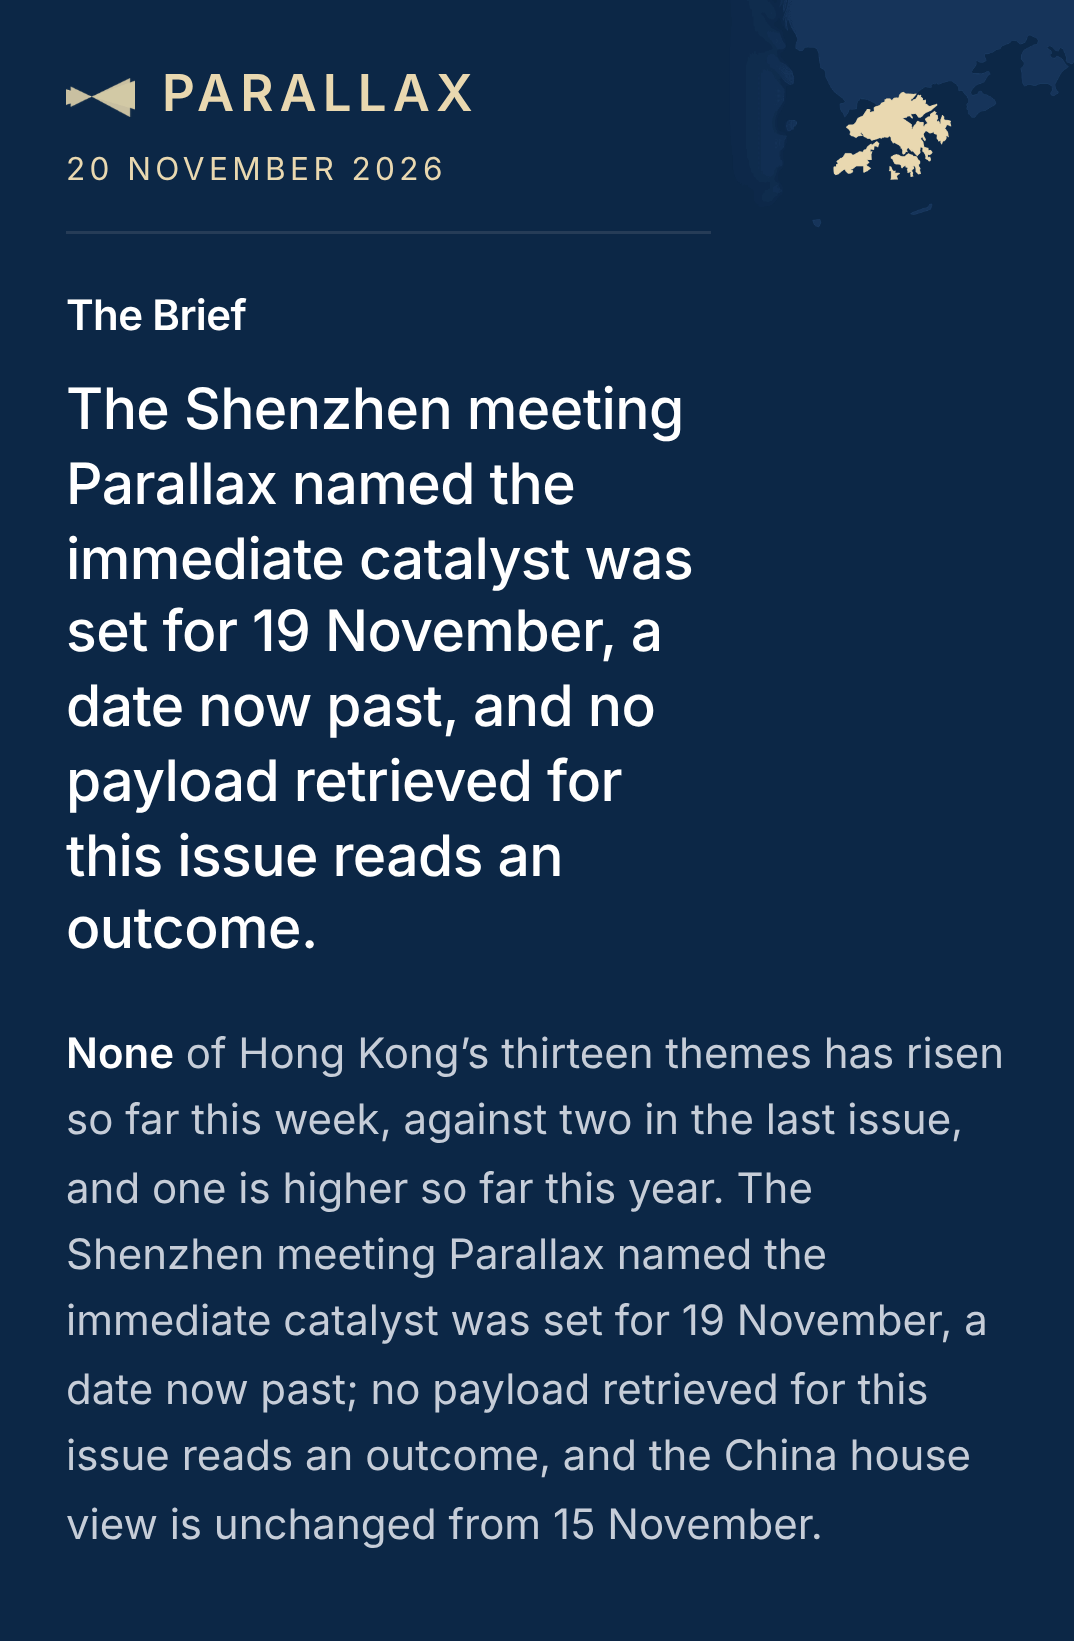 PARALLAX
20 NOVEMBER 2026
The Brief
The Shenzhen meeting
Parallax named the
immediate catalyst was
set for 19 November, a
date now past, and no
payload retrieved for
this issue reads an
outcome.
None of Hong Kong’s thirteen themes has risen
so far this week, against two in the last issue,
and one is higher so far this year. The
Shenzhen meeting Parallax named the
immediate catalyst was set for 19 November, a
date now past; no payload retrieved for this
issue reads an outcome, and the China house
view is unchanged from 15 November.